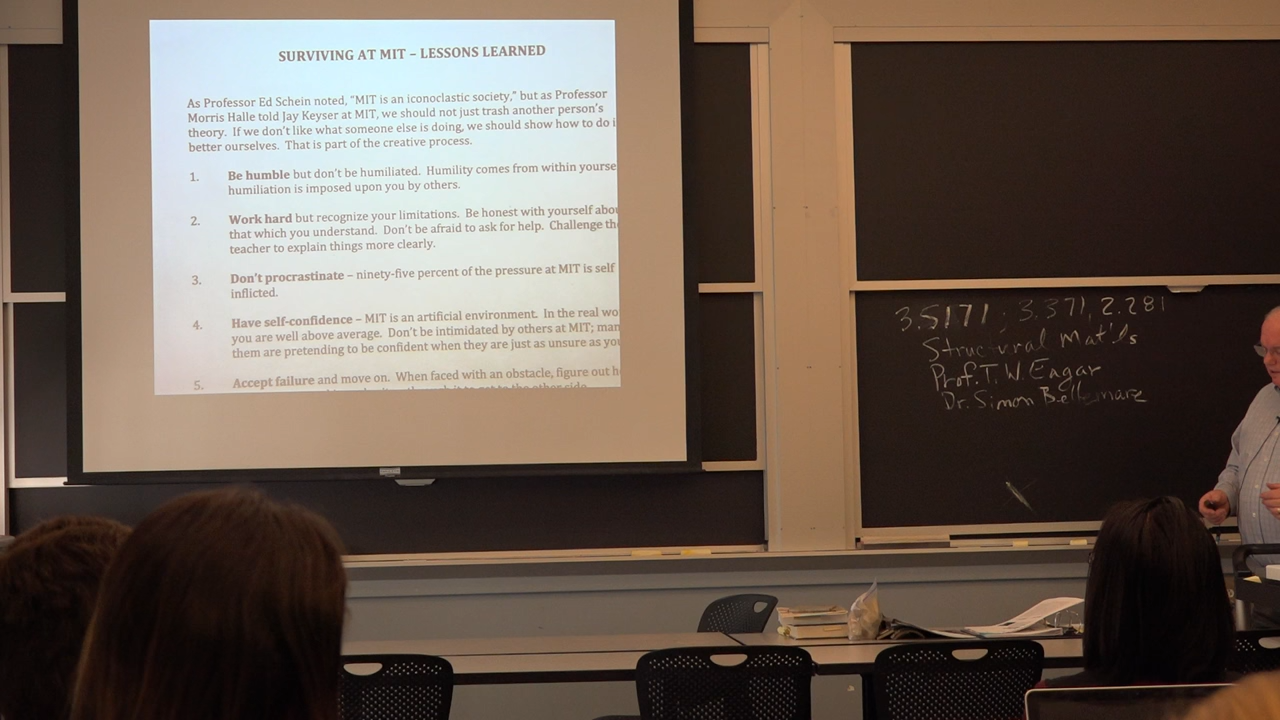 SURVIVING AT MIT – LESSONS LEARNED
As Professor Ed Schein noted, "MIT is an iconoclastic society," but as Professor
Morris Halle told Jay Keyser at MIT, we should not just trash another person's
theory. If we don't like what someone else is doing, we should show how to do i
better ourselves. That is part of the creative process.
1. Be humble but don't be humiliated. Humility comes from within yourse
humiliation is imposed upon you by others.
2. Work hard but recognize your limitations. Be honest with yourself abou
that which you understand. Don't be afraid to ask for help. Challenge th
teacher to explain things more clearly.
3. Don't procrastinate – ninety-five percent of the pressure at MIT is self
inflicted.
4. Have self-confidence – MIT is an artificial environment. In the real wo
you are well above average. Don't be intimidated by others at MIT; man
them are pretending to be confident when they are just as unsure as you
5. Accept failure and move on. When faced with an obstacle, figure out h
to get to the other side
3.5171; 3.371, 2.281
Structural Mat'ls
Prof. T. W. Eagar
Dr. Simon Bellemare